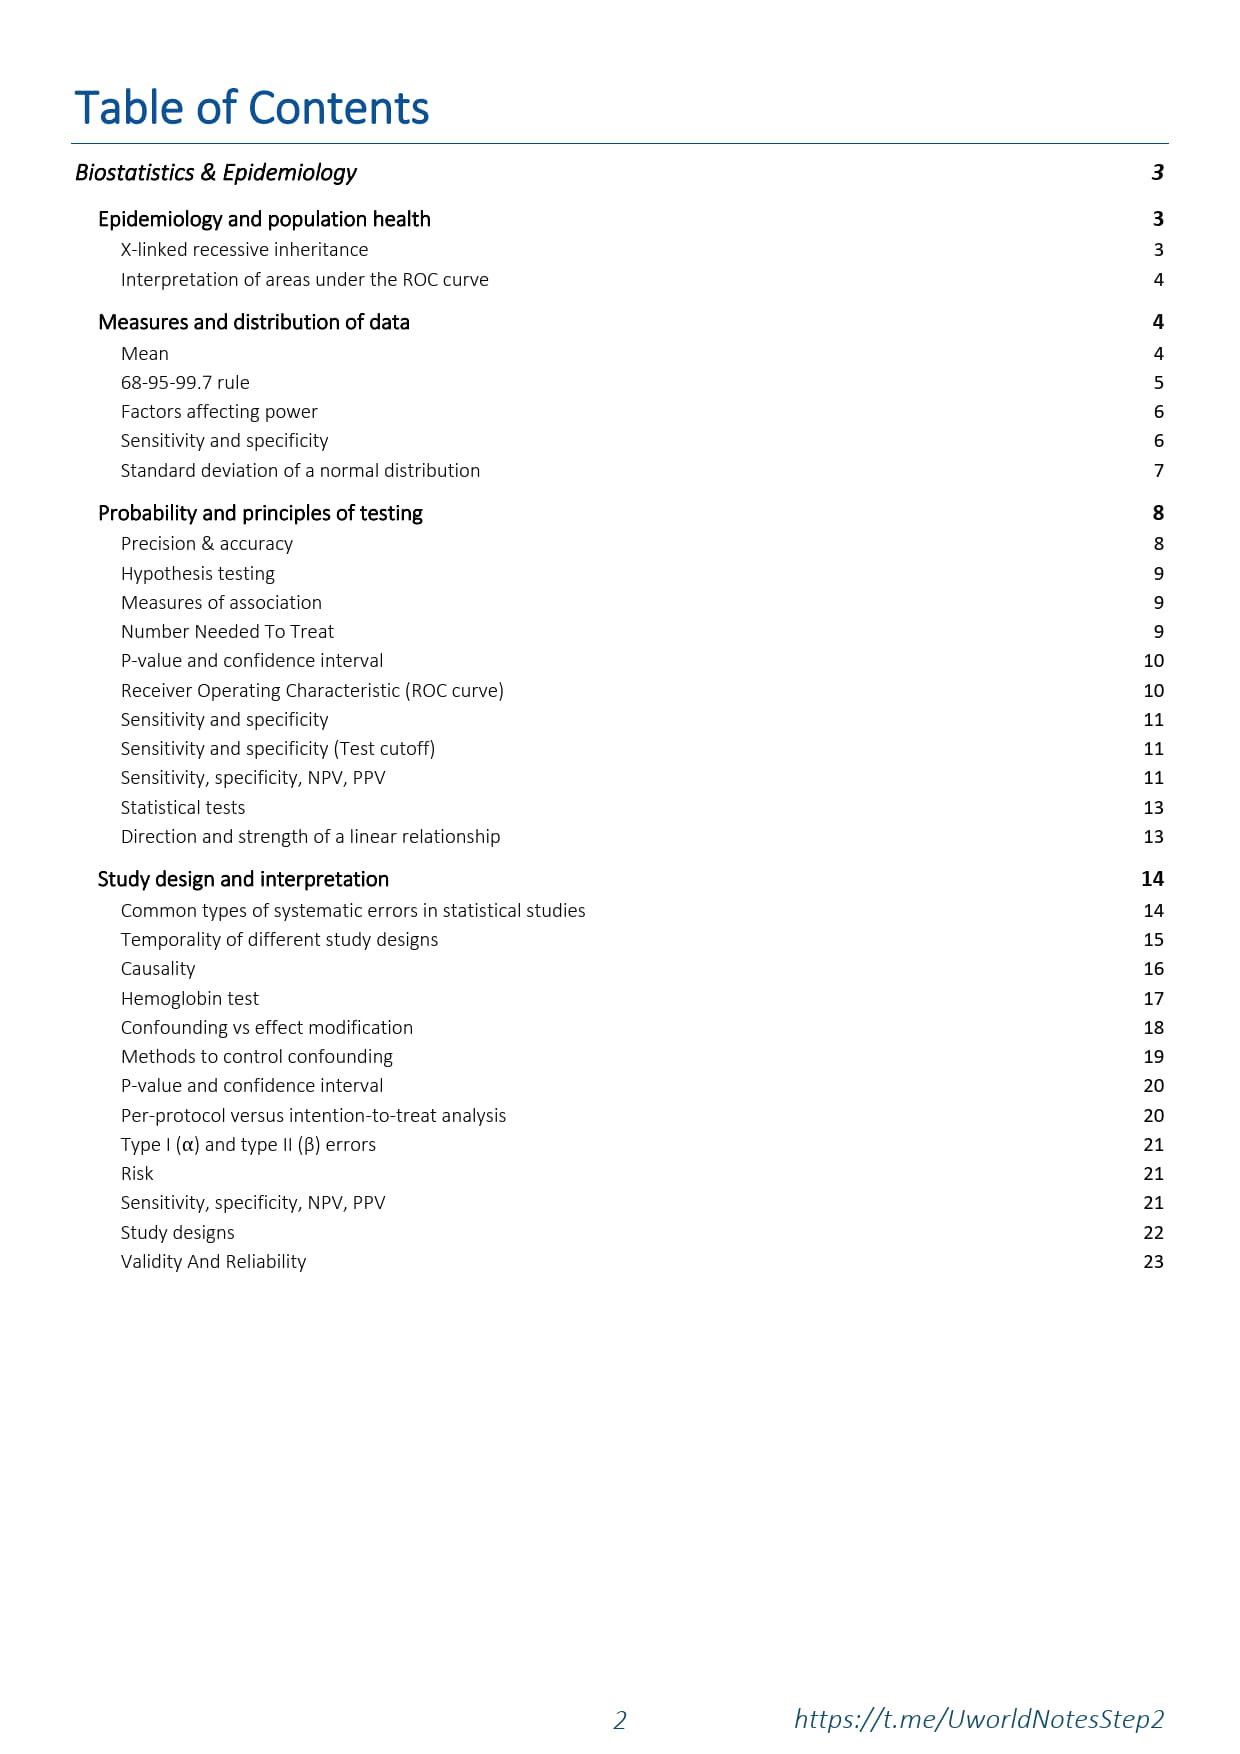 Table of Contents
Biostatistics & Epidemiology 3
Epidemiology and population health 3
X-linked recessive inheritance 3
Interpretation of areas under the ROC curve 4
Measures and distribution of data 4
Mean 4
68-95-99.7 rule 5
Factors affecting power 6
Sensitivity and specificity 6
Standard deviation of a normal distribution 7
Probability and principles of testing 8
Precision & accuracy 8
Hypothesis testing 9
Measures of association 9
Number Needed To Treat 9
P-value and confidence interval 10
Receiver Operating Characteristic (ROC curve) 10
Sensitivity and specificity 11
Sensitivity and specificity (Test cutoff) 11
Sensitivity, specificity, NPV, PPV 11
Statistical tests 13
Direction and strength of a linear relationship 13
Study design and interpretation 14
Common types of systematic errors in statistical studies 14
Temporality of different study designs 15
Causality 16
Hemoglobin test 17
Confounding vs effect modification 18
Methods to control confounding 19
P-value and confidence interval 20
Per-protocol versus intention-to-treat analysis 20
Type I (α) and type II (β) errors 21
Risk 21
Sensitivity, specificity, NPV, PPV 21
Study designs 22
Validity And Reliability 23
2 https://t.me/UworldNotesStep2